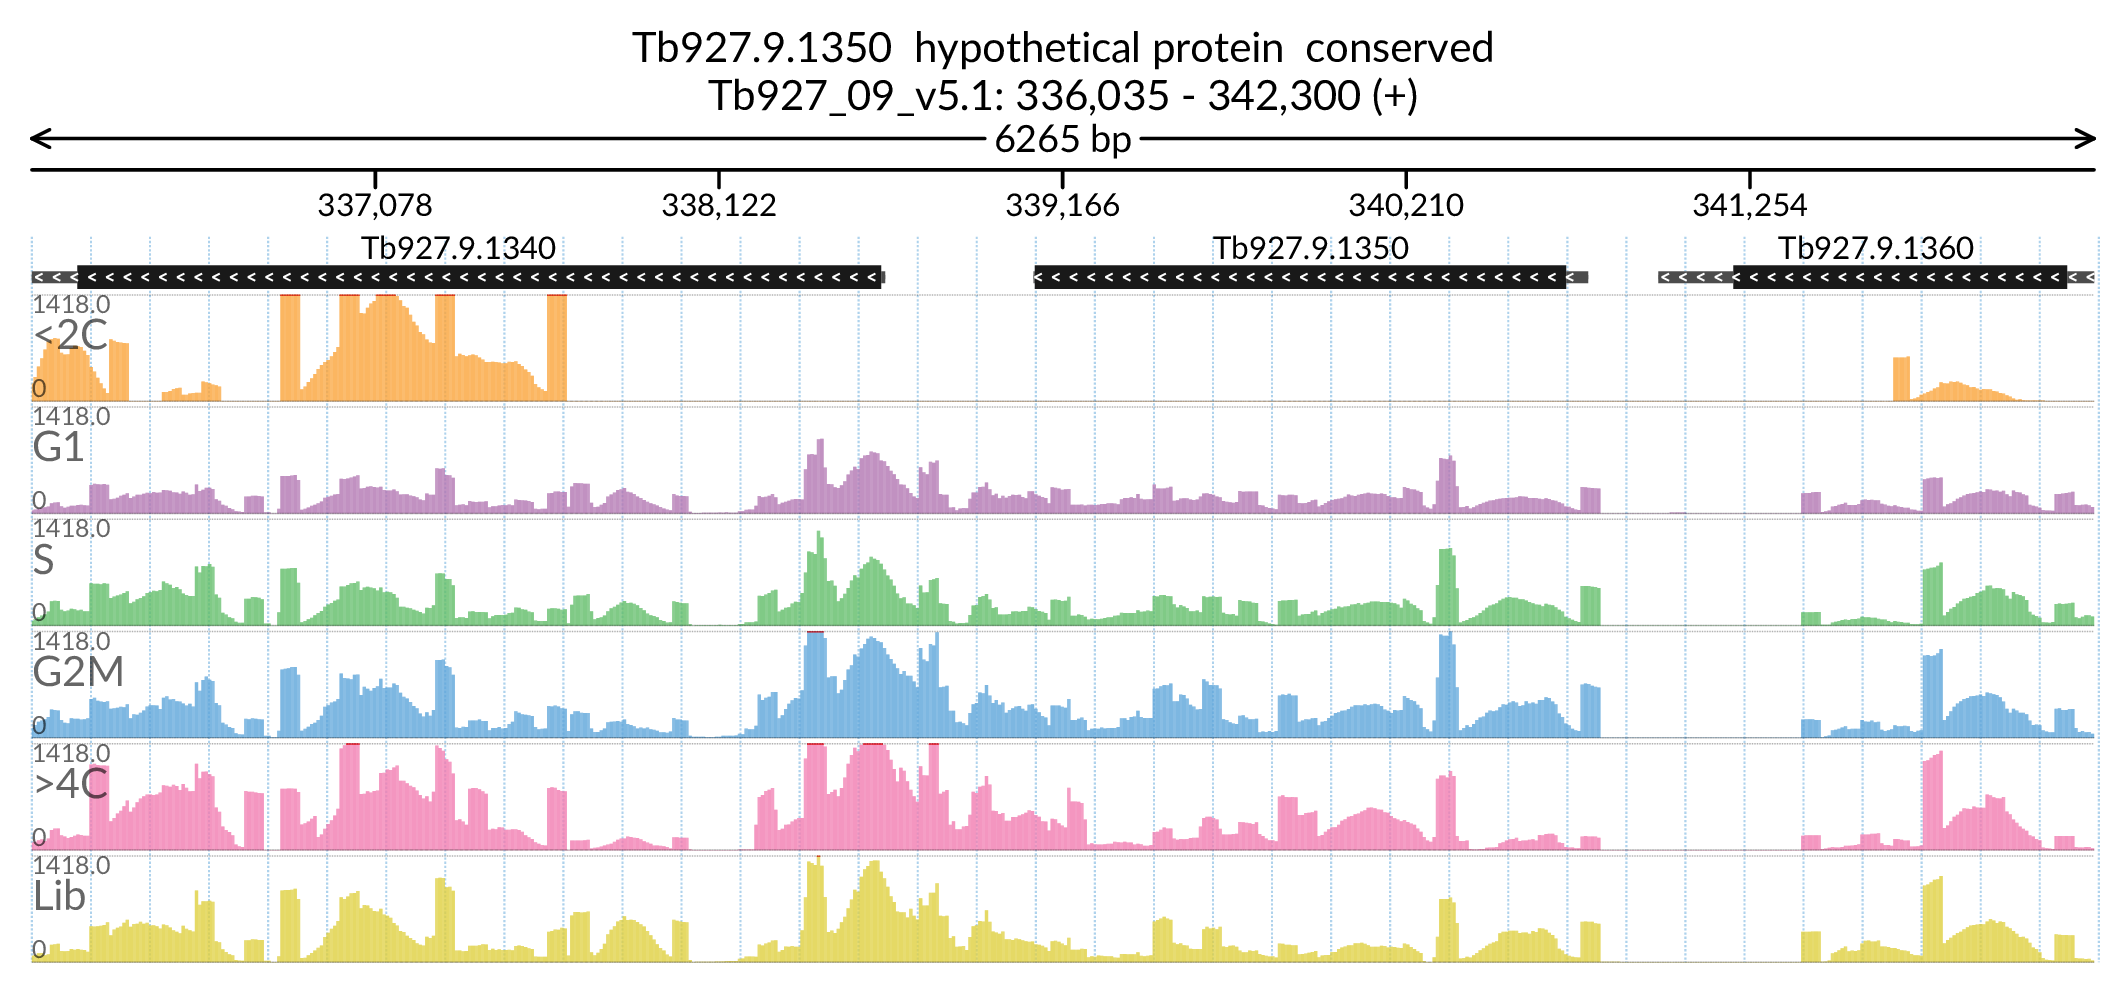 Tb927.9.1350  hypothetical protein  conserved
Tb927_09_v5.1: 336,035 - 342,300 (+)
6265 bp
337,078 338,122 339,166 340,210 341,254
Tb927.9.1340 Tb927.9.1350 Tb927.9.1360
1418.0
<2C
0
1418.0
G1
0
1418.0
S
0
1418.0
G2M
0
1418.0
>4C
0
1418.0
Lib
0